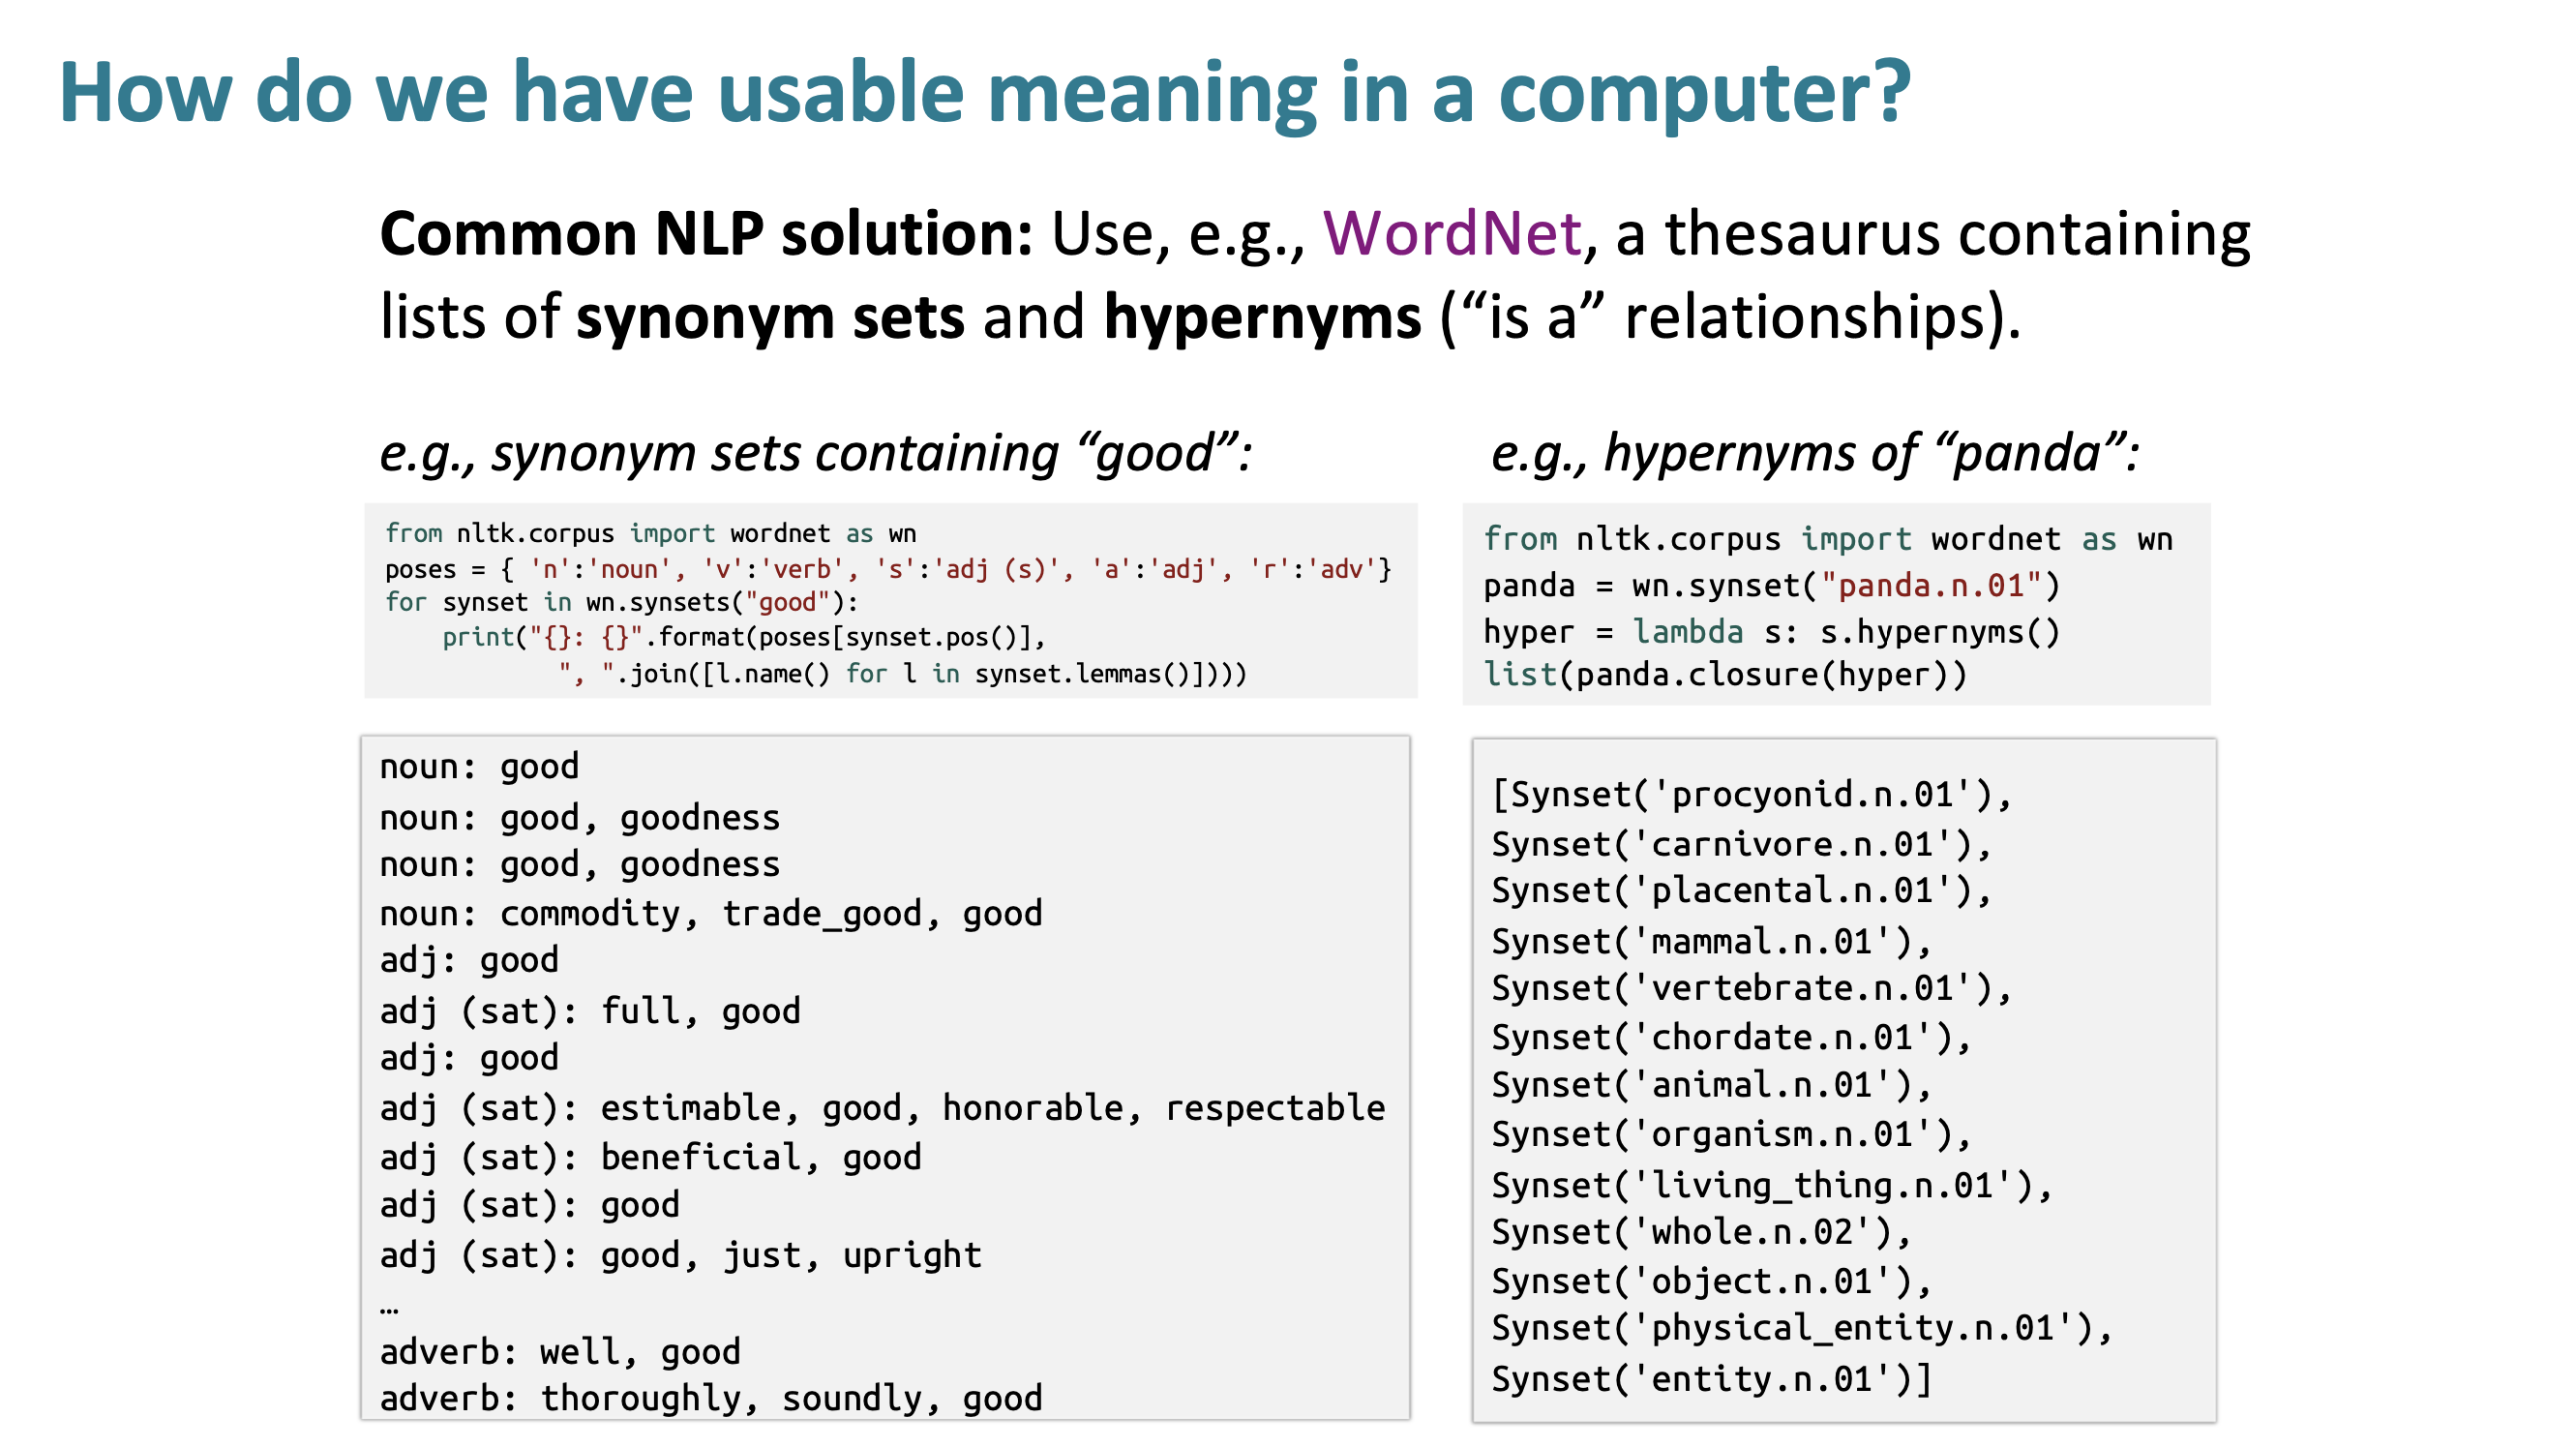 How do we have usable meaning in a computer?
Common NLP solution: Use, e.g., WordNet, a thesaurus containing
lists of synonym sets and hypernyms (“is a” relationships).
e.g., synonym sets containing “good”:
from nltk.corpus import wordnet as wn
poses = { 'n':'noun', 'v':'verb', 's':'adj (s)', 'a':'adj', 'r':'adv'}
for synset in wn.synsets("good"):
    print("{}: {}".format(poses[synset.pos()],
            ", ".join([l.name() for l in synset.lemmas()])))
noun: good
noun: good, goodness
noun: good, goodness
noun: commodity, trade_good, good
adj: good
adj (sat): full, good
adj: good
adj (sat): estimable, good, honorable, respectable
adj (sat): beneficial, good
adj (sat): good
adj (sat): good, just, upright
…
adverb: well, good
adverb: thoroughly, soundly, good
e.g., hypernyms of “panda”:
from nltk.corpus import wordnet as wn
panda = wn.synset("panda.n.01")
hyper = lambda s: s.hypernyms()
list(panda.closure(hyper))
[Synset('procyonid.n.01'),
Synset('carnivore.n.01'),
Synset('placental.n.01'),
Synset('mammal.n.01'),
Synset('vertebrate.n.01'),
Synset('chordate.n.01'),
Synset('animal.n.01'),
Synset('organism.n.01'),
Synset('living_thing.n.01'),
Synset('whole.n.02'),
Synset('object.n.01'),
Synset('physical_entity.n.01'),
Synset('entity.n.01')]